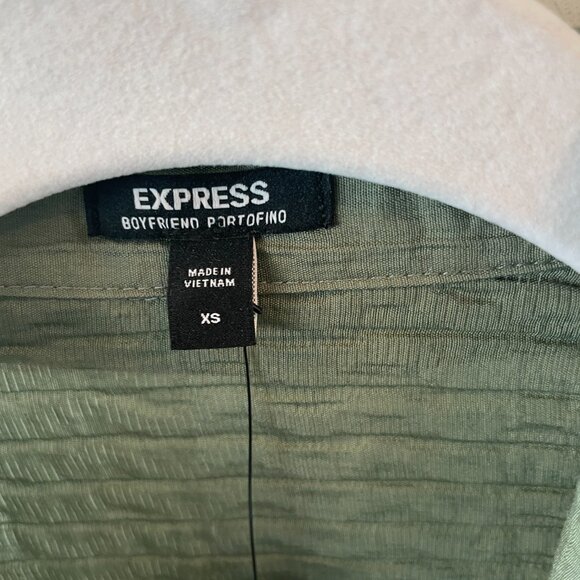 EXPRESS
BOYFRIEND PORTOFINO
MADE IN
VIETNAM
XS